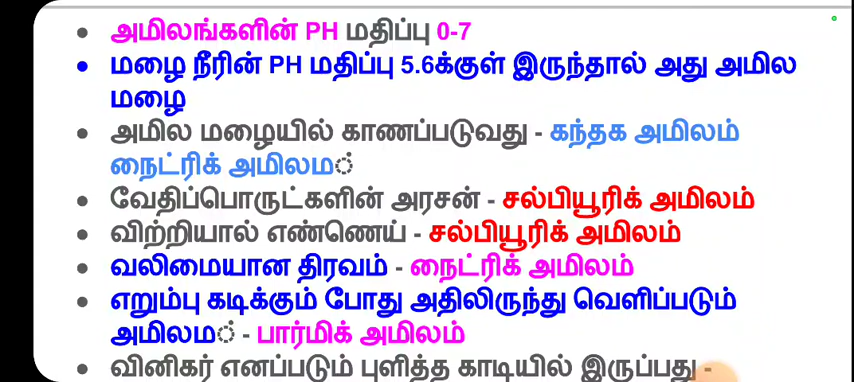 அமிலங்களின் PH மதிப்பு 0-7
மழை நீரின் PH மதிப்பு 5.6க்குள் இருந்தால் அது அமில
மழை
அமில மழையில் காணப்படுவது - கந்தக அமிலம்
நைட்ரிக் அமிலம ்
வேதிப்பொருட்களின் அரசன் - சல்பியூரிக் அமிலம்
விற்றியால் எண்ணெய் - சல்பியூரிக் அமிலம்
வலிமையான திரவம் - நைட்ரிக் அமிலம்
எறும்பு கடிக்கும் போது அதிலிருந்து வெளிப்படும்
அமிலம ் - பார்மிக் அமிலம்
வினிகர் எனப்படும் புளித்த காடியில் இருப்பது -